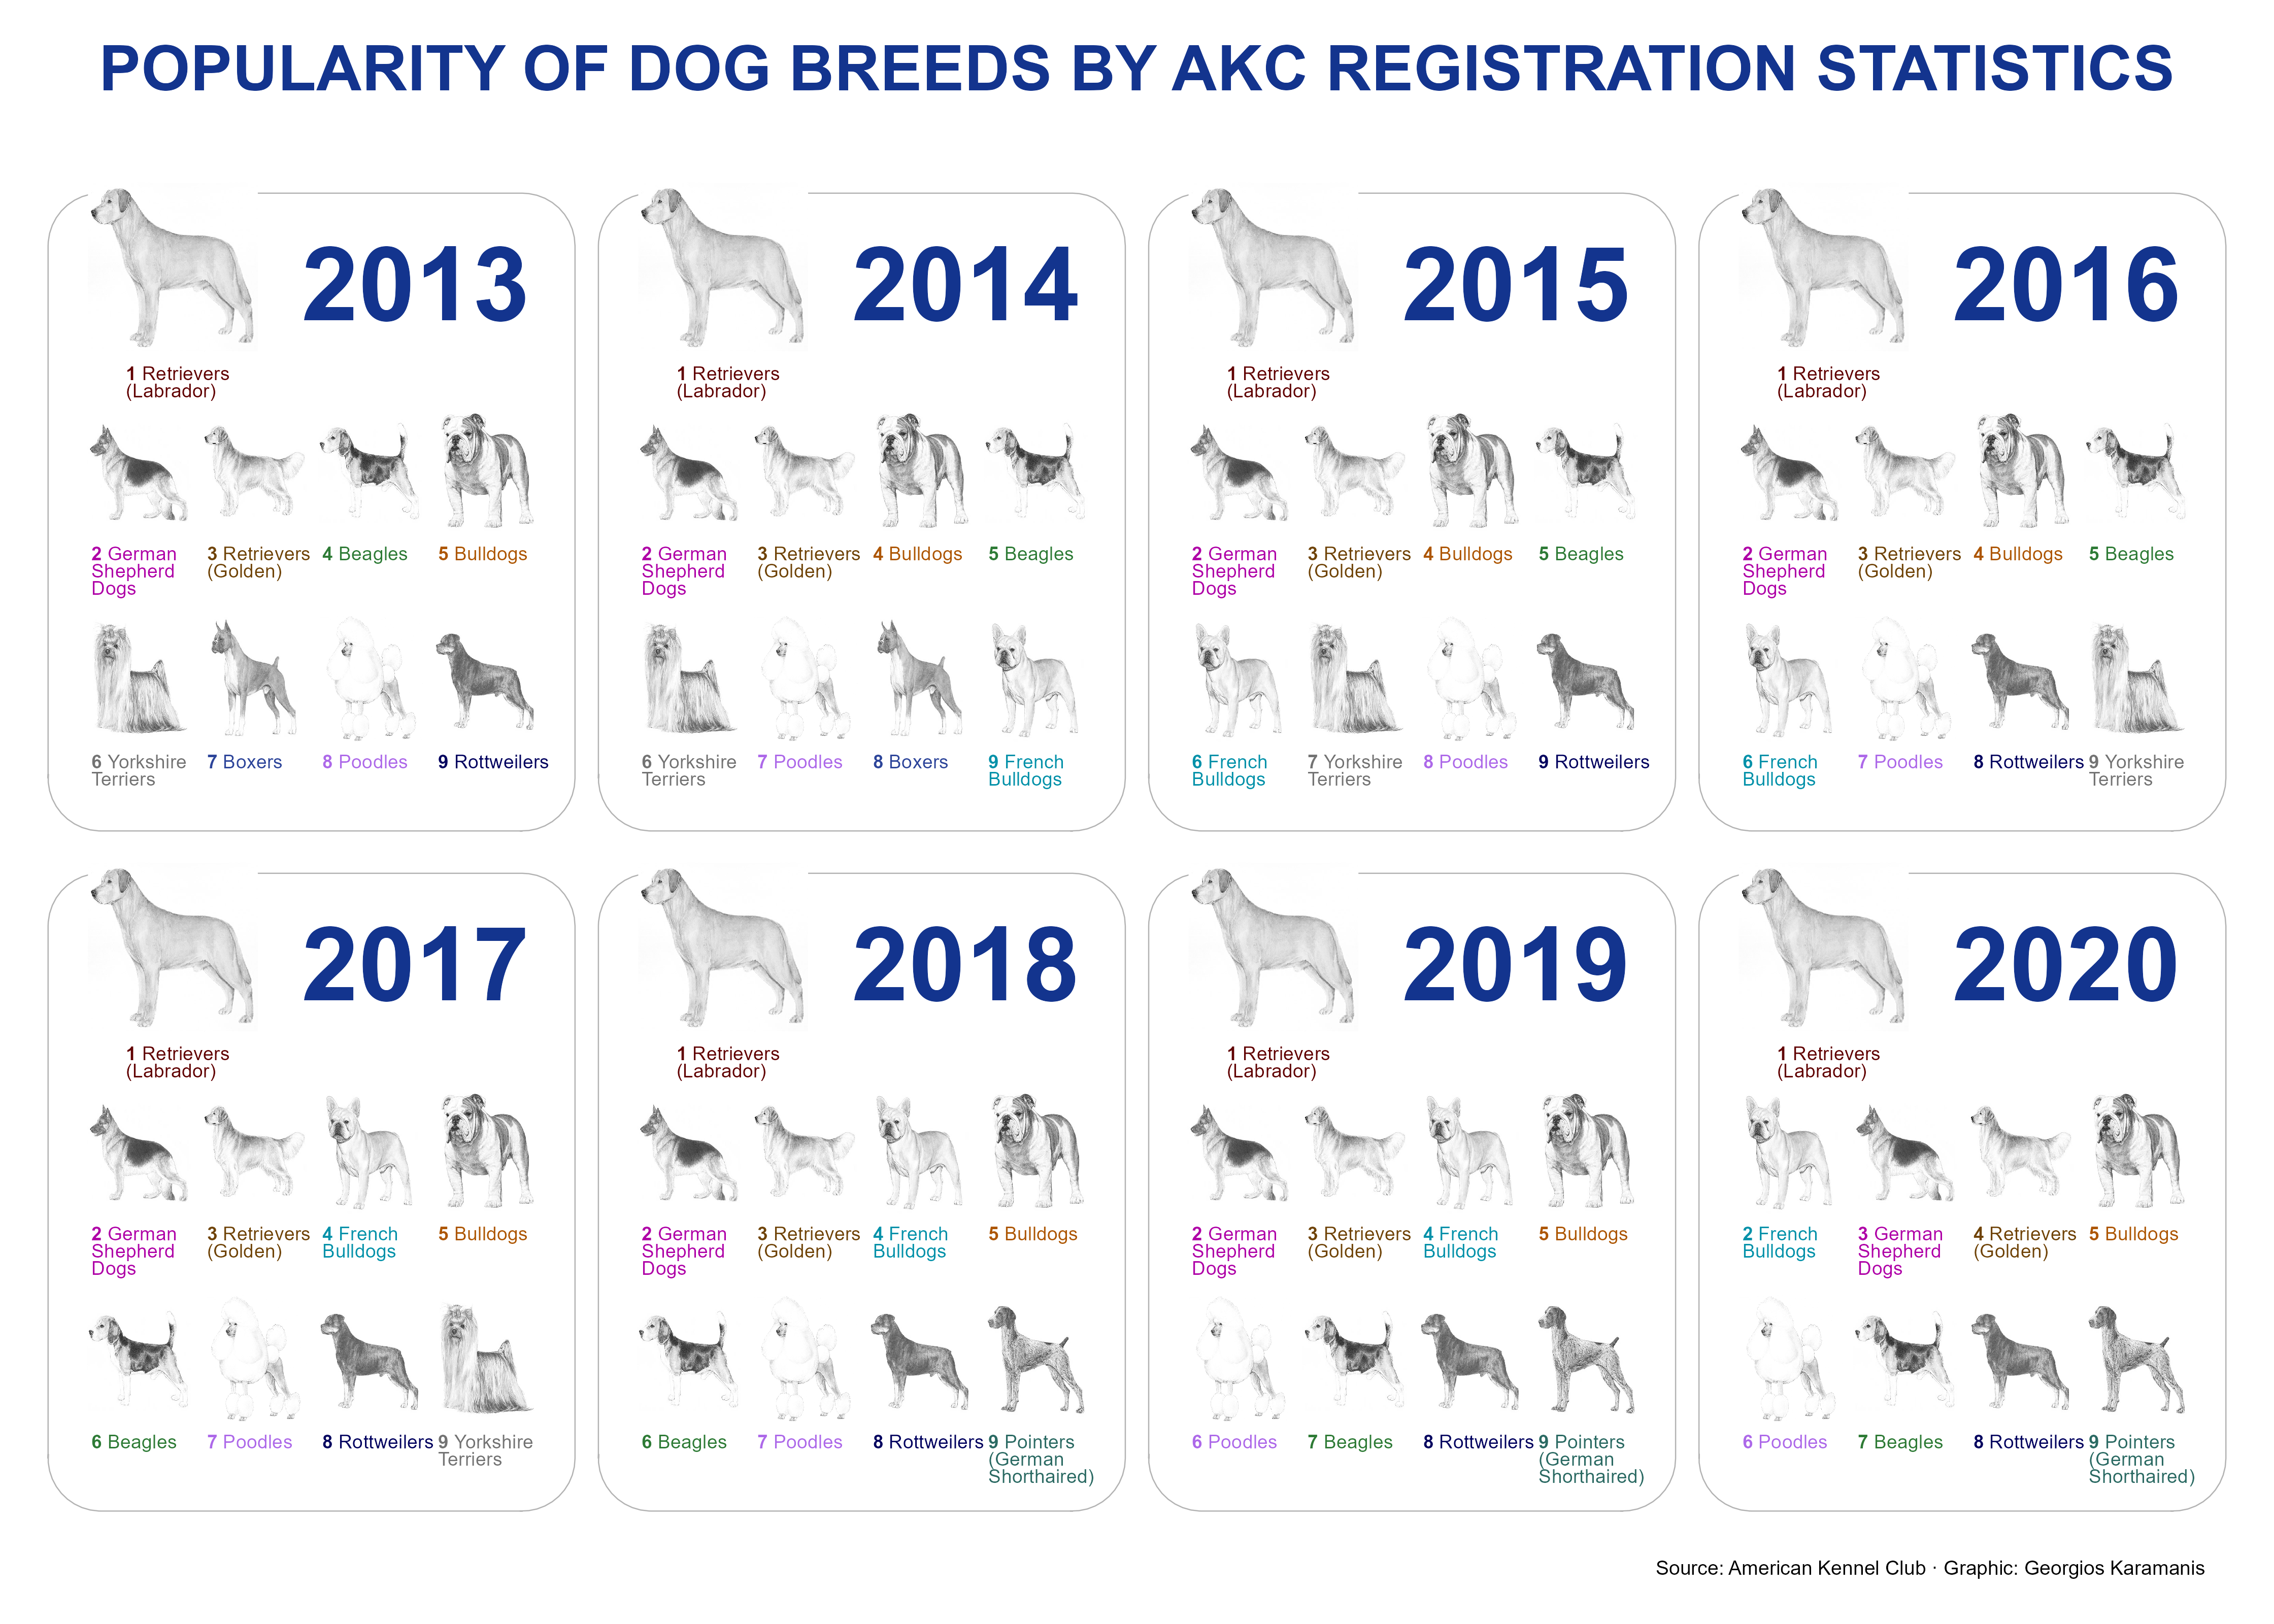 POPULARITY OF DOG BREEDS BY AKC REGISTRATION STATISTICS
2013
1 Retrievers
(Labrador)
2 German
Shepherd
Dogs
3 Retrievers
(Golden)
4 Beagles
5 Bulldogs
6 Yorkshire
Terriers
7 Boxers
8 Poodles
9 Rottweilers
2014
1 Retrievers
(Labrador)
2 German
Shepherd
Dogs
3 Retrievers
(Golden)
4 Bulldogs
5 Beagles
6 Yorkshire
Terriers
7 Poodles
8 Boxers
9 French
Bulldogs
2015
1 Retrievers
(Labrador)
2 German
Shepherd
Dogs
3 Retrievers
(Golden)
4 Bulldogs
5 Beagles
6 French
Bulldogs
7 Yorkshire
Terriers
8 Poodles
9 Rottweilers
2016
1 Retrievers
(Labrador)
2 German
Shepherd
Dogs
3 Retrievers
(Golden)
4 Bulldogs
5 Beagles
6 French
Bulldogs
7 Poodles
8 Rottweilers
9 Yorkshire
Terriers
2017
1 Retrievers
(Labrador)
2 German
Shepherd
Dogs
3 Retrievers
(Golden)
4 French
Bulldogs
5 Bulldogs
6 Beagles
7 Poodles
8 Rottweilers
9 Yorkshire
Terriers
2018
1 Retrievers
(Labrador)
2 German
Shepherd
Dogs
3 Retrievers
(Golden)
4 French
Bulldogs
5 Bulldogs
6 Beagles
7 Poodles
8 Rottweilers
9 Pointers
(German
Shorthaired)
2019
1 Retrievers
(Labrador)
2 German
Shepherd
Dogs
3 Retrievers
(Golden)
4 French
Bulldogs
5 Bulldogs
6 Poodles
7 Beagles
8 Rottweilers
9 Pointers
(German
Shorthaired)
2020
1 Retrievers
(Labrador)
2 French
Bulldogs
3 German
Shepherd
Dogs
4 Retrievers
(Golden)
5 Bulldogs
6 Poodles
7 Beagles
8 Rottweilers
9 Pointers
(German
Shorthaired)
Source: American Kennel Club · Graphic: Georgios Karamanis